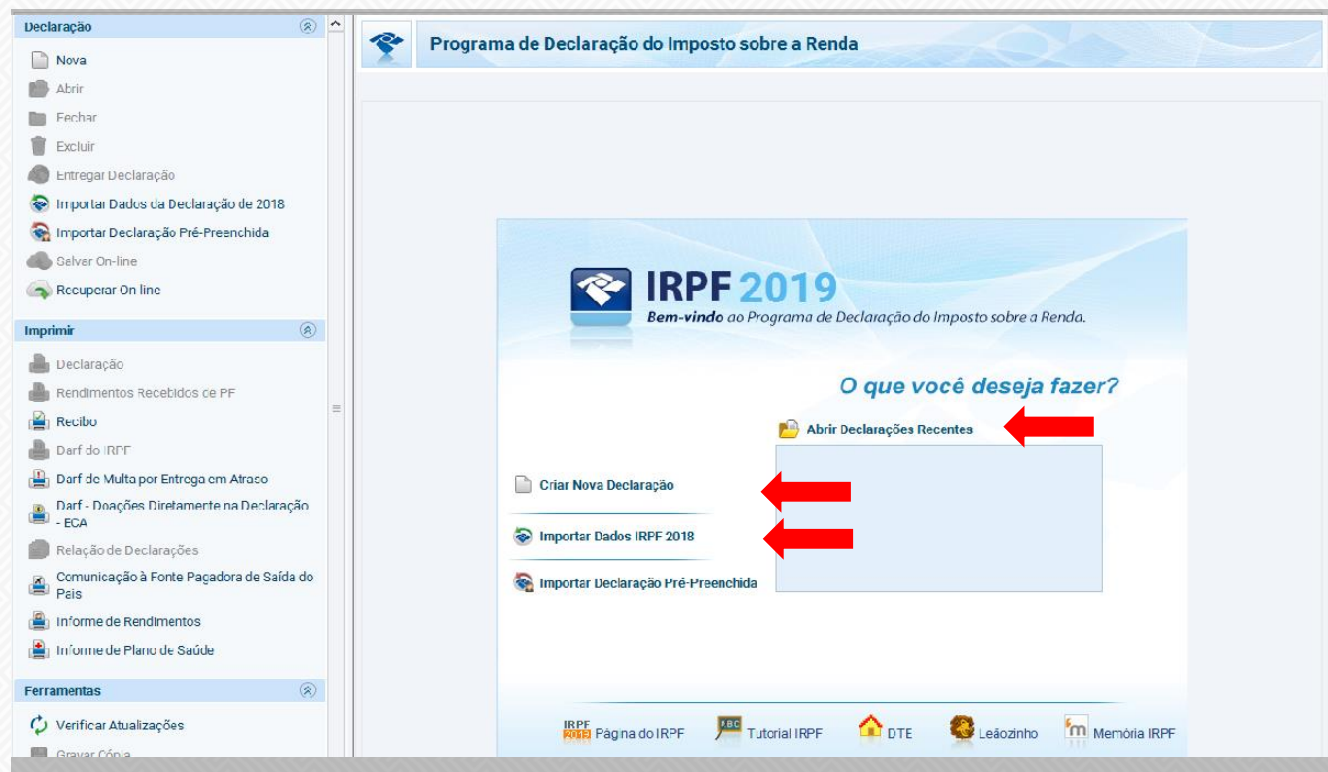 Declaração
Nova
Abrir
Fechar
Excluir
Entregar Declaração
Importar Dados da Declaração de 2018
Importar Declaração Pré-Preenchida
Salvar On-line
Recuperar On-line
Imprimir
Declaração
Rendimentos Recebidos de PF
Recibo
Darf do IRPF
Darf de Multa por Entrega em Atraso
Darf - Doações Diretamente na Declaração
- ECA
Relação de Declarações
Comunicação à Fonte Pagadora de Saída do
País
Informe de Rendimentos
Informe de Plano de Saúde
Ferramentas
Verificar Atualizações
Gravar Cópia
Programa de Declaração do Imposto sobre a Renda
IRPF 2019
Bem-vindo ao Programa de Declaração do Imposto sobre a Renda.
O que você deseja fazer?
Abrir Declarações Recentes
Criar Nova Declaração
Importar Dados IRPF 2018
Importar Declaração Pré-Preenchida
IRPF
2019
Página do IRPF
ABC
Tutorial IRPF
DTE
Leãozinho
m
Memória IRPF